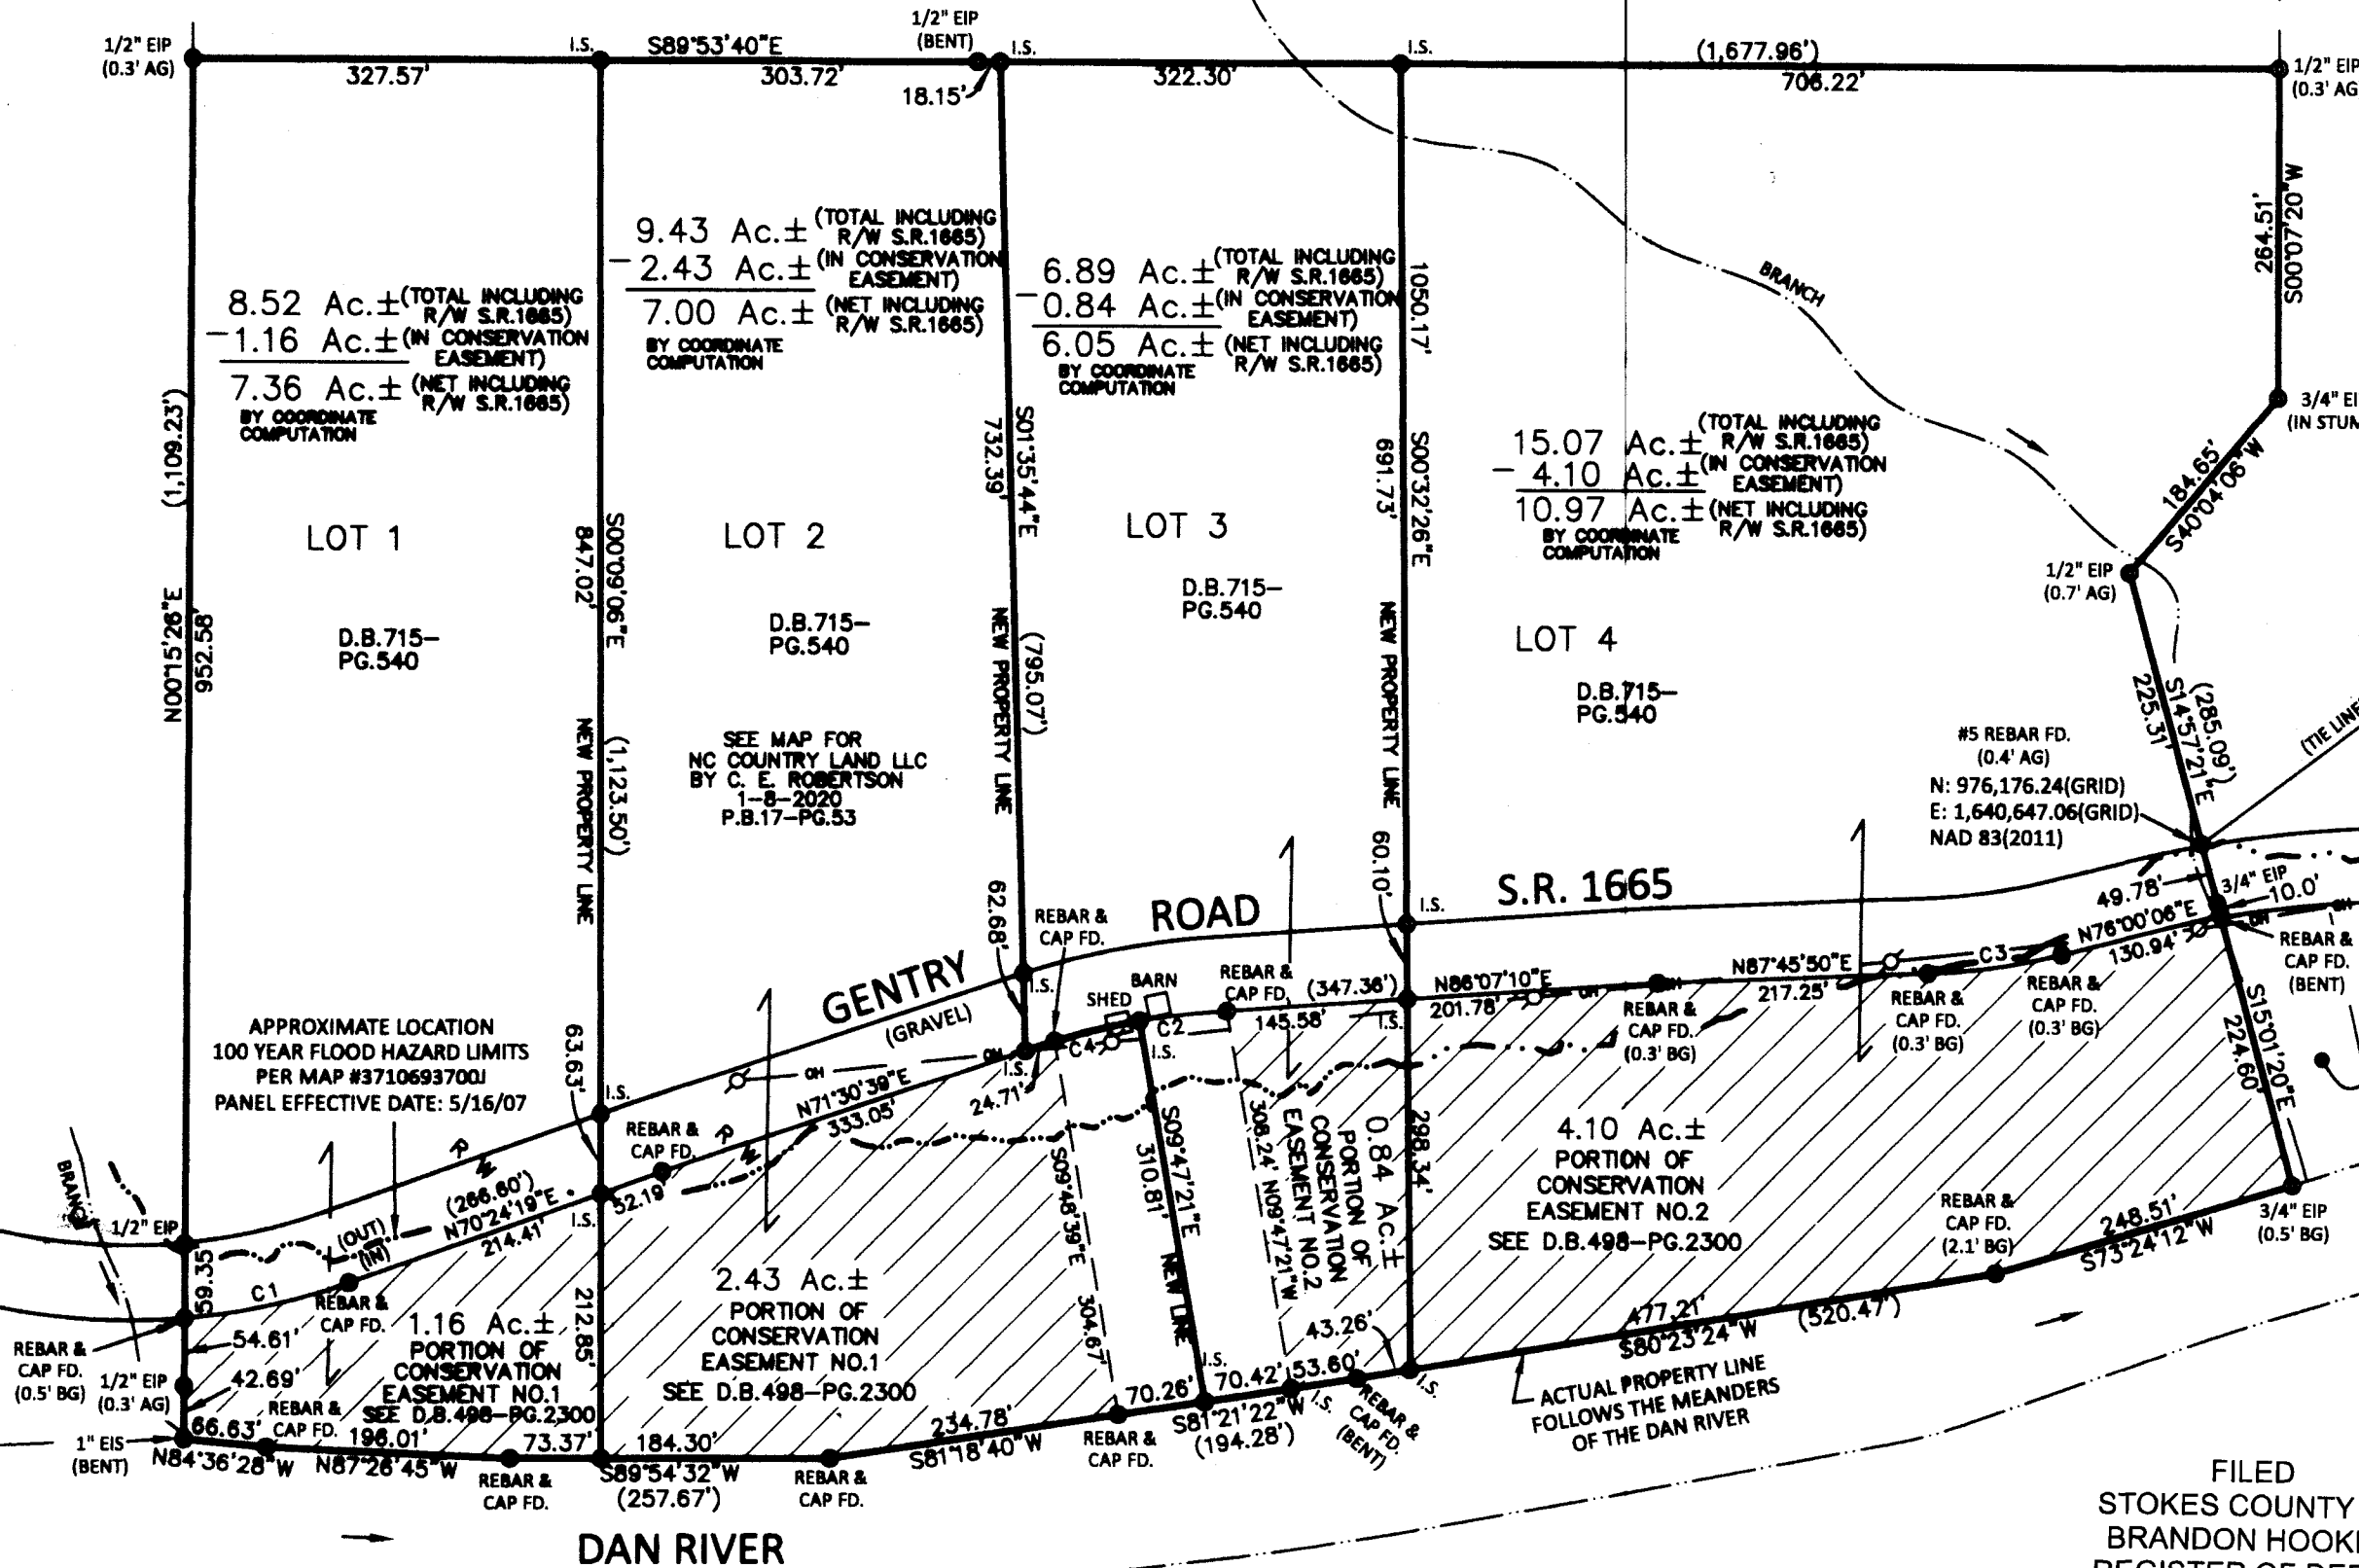 1/2" EIP
(0.3' AG)
I.S.
S89°53'40"E
327.57'
303.72'
1/2" EIP
(BENT)
18.15'
I.S.
322.30'
I.S.
(1,677.96')
706.22'
1/2" EIP
(0.3' AG
264.51'
S00°07'20"W
3/4" EI
(IN STUM
184.65'
S40°04'06"W
1/2" EIP
(0.7' AG)
BRANCH
8.52 Ac.± (TOTAL INCLUDING
R/W S.R.1665)
-1.16 Ac.± (IN CONSERVATION
EASEMENT)
7.36 Ac.± (NET INCLUDING
R/W S.R.1665)
BY COORDINATE
COMPUTATION
9.43 Ac.± (TOTAL INCLUDING
R/W S.R.1665)
- 2.43 Ac.± (IN CONSERVATION
EASEMENT)
7.00 Ac.± (NET INCLUDING
R/W S.R.1665)
BY COORDINATE
COMPUTATION
6.89 Ac.± (TOTAL INCLUDING
R/W S.R.1665)
-0.84 Ac.± (IN CONSERVATION
EASEMENT)
6.05 Ac.± (NET INCLUDING
R/W S.R.1665)
BY COORDINATE
COMPUTATION
15.07 Ac.± (TOTAL INCLUDING
R/W S.R.1665)
- 4.10 Ac.± (IN CONSERVATION
EASEMENT)
10.97 Ac.± (NET INCLUDING
R/W S.R.1665)
BY COORDINATE
COMPUTATION
(1,109.23')
N00°15'26"E
952.58'
LOT 1
D.B.715-
PG.540
S00°09'06"E
847.02'
NEW PROPERTY LINE
(1,123.50')
LOT 2
D.B.715-
PG.540
SEE MAP FOR
NC COUNTRY LAND LLC
BY C. E. ROBERTSON
1-8-2020
P.B.17-PG.53
S01°35'44"E
732.39'
NEW PROPERTY LINE
(795.07')
LOT 3
D.B.715-
PG.540
1050.17'
S00°32'26"E
691.73'
NEW PROPERTY LINE
LOT 4
D.B.715-
PG.540
(285.09')
S14°57'21"E
225.31'
#5 REBAR FD.
(0.4' AG)
N: 976,176.24(GRID)
E: 1,640,647.06(GRID)
NAD 83(2011)
(TIE LINE
49.78'
3/4" EIP
10.0'
OH
OH
REBAR &
CAP FD.
(BENT)
N76°00'06"E
130.94'
C3
REBAR &
CAP FD.
(0.3' BG)
REBAR &
CAP FD.
(0.3' BG)
N87°45'50"E
217.25'
REBAR &
CAP FD.
(0.3' BG)
OH
OH
N86°07'10"E
201.78'
60.10'
I.S.
GENTRY ROAD S.R. 1665
(GRAVEL)
62.68'
I.S.
REBAR &
CAP FD.
SHED
BARN
C4
C2
I.S.
REBAR &
CAP FD.
(347.36')
145.58'
I.S.
I.S.
24.71'
OH
OH
N71°30'39"E
333.05'
63.63'
I.S.
REBAR &
CAP FD.
52.19'
I.S.
R
W
R
W
APPROXIMATE LOCATION
100 YEAR FLOOD HAZARD LIMITS
PER MAP #3710693700J
PANEL EFFECTIVE DATE: 5/16/07
(266.60')
N70°24'19"E
214.41'
(OUT)
(IN)
BRANCH
1/2" EIP
59.35'
C1
REBAR &
CAP FD.
REBAR &
CAP FD.
(0.5' BG)
54.61'
1/2" EIP
(0.3' AG)
42.69'
1" EIS
(BENT)
66.63'
N84°36'28"W
REBAR &
CAP FD.
196.01'
N87°26'45"W
1.16 Ac.±
PORTION OF
CONSERVATION
EASEMENT NO.1
SEE D.B.498-PG.2300
212.85'
73.37'
REBAR &
CAP FD.
184.30'
S89°54'32"W
(257.67')
REBAR &
CAP FD.
2.43 Ac.±
PORTION OF
CONSERVATION
EASEMENT NO.1
SEE D.B.498-PG.2300
234.78'
S81°18'40"W
S09°48'39"E
304.67'
REBAR &
CAP FD.
S09°47'21"E
310.81'
NEW LINE
I.S.
70.26'
70.42'
53.60'
S81°21'22"W
(194.28')
308.24' N09°47'21"W
0.84 Ac.±
PORTION OF
CONSERVATION
EASEMENT NO.2
298.34'
43.26'
I.S.
REBAR &
CAP FD.
(BENT)
I.S.
4.10 Ac.±
PORTION OF
CONSERVATION
EASEMENT NO.2
SEE D.B.498-PG.2300
477.21'
S80°23'24"W
(520.47')
REBAR &
CAP FD.
(2.1' BG)
248.51'
S73°24'12"W
S15°01'20"E
224.60'
3/4" EIP
(0.5' BG)
ACTUAL PROPERTY LINE
FOLLOWS THE MEANDERS
OF THE DAN RIVER
DAN RIVER
FILED
STOKES COUNTY
BRANDON HOOKE